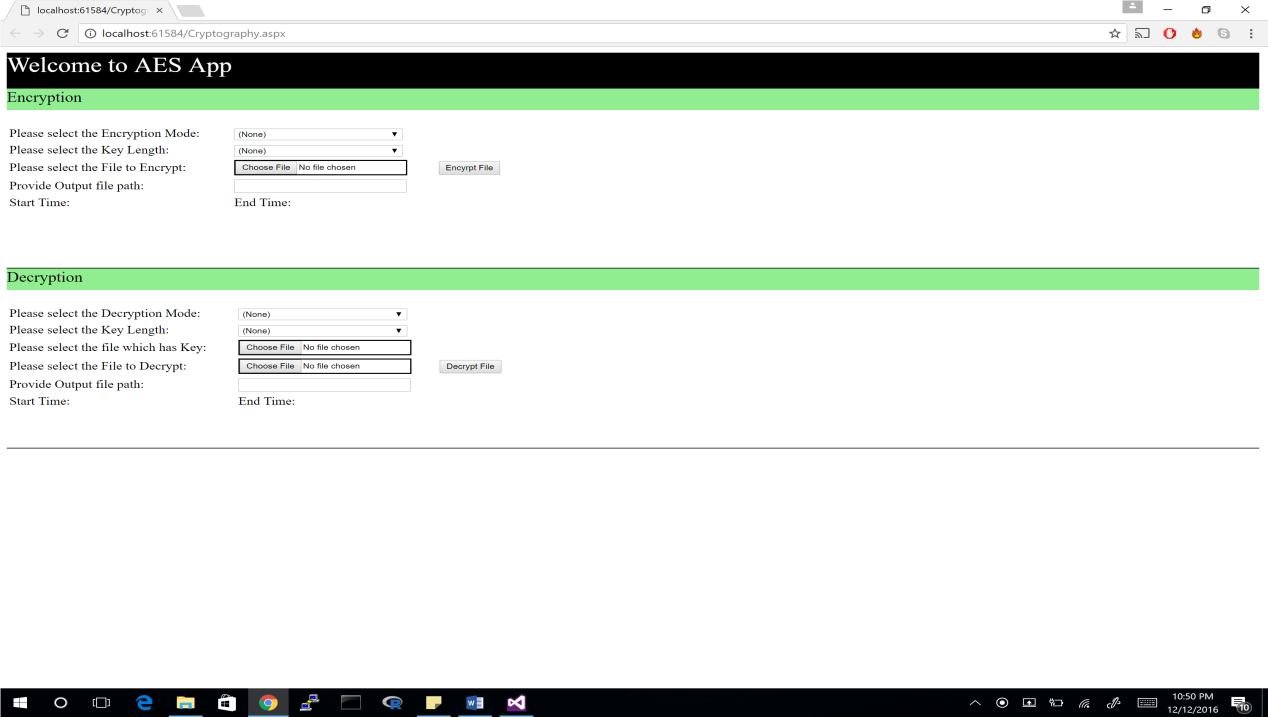 localhost:61584/Cryptog
localhost:61584/Cryptography.aspx
Welcome to AES App
Encryption
Please select the Encryption Mode: (None)
Please select the Key Length: (None)
Please select the File to Encrypt: Choose File No file chosen Encyrpt File
Provide Output file path:
Start Time: End Time:
Decryption
Please select the Decryption Mode: (None)
Please select the Key Length: (None)
Please select the file which has Key: Choose File No file chosen
Please select the File to Decrypt: Choose File No file chosen Decrypt File
Provide Output file path:
Start Time: End Time:
10:50 PM
12/12/2016
10